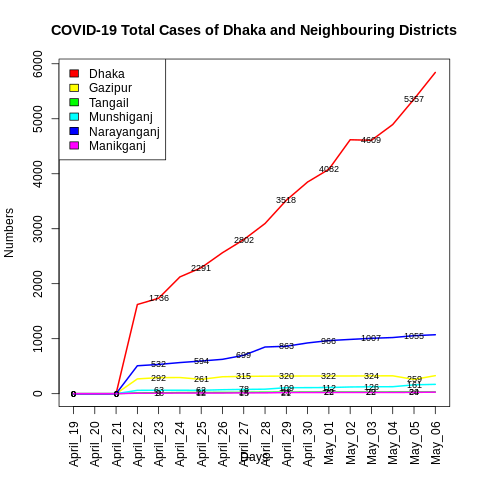 COVID-19 Total Cases of Dhaka and Neighbouring Districts
Numbers
6000
5000
4000
3000
2000
1000
0
Dhaka
Gazipur
Tangail
Munshiganj
Narayanganj
Manikganj
1736
2291
2802
3518
4082
4609
5357
532
594
699
863
966
1007
1055
292
261
315
320
322
324
259
63
62
78
109
112
126
161
April_19
April_20
April_21
April_22
April_23
April_24
April_25
April_26
April_27
April_28
April_29
April_30
May_01
May_02
May_03
May_04
May_05
May_06
Days